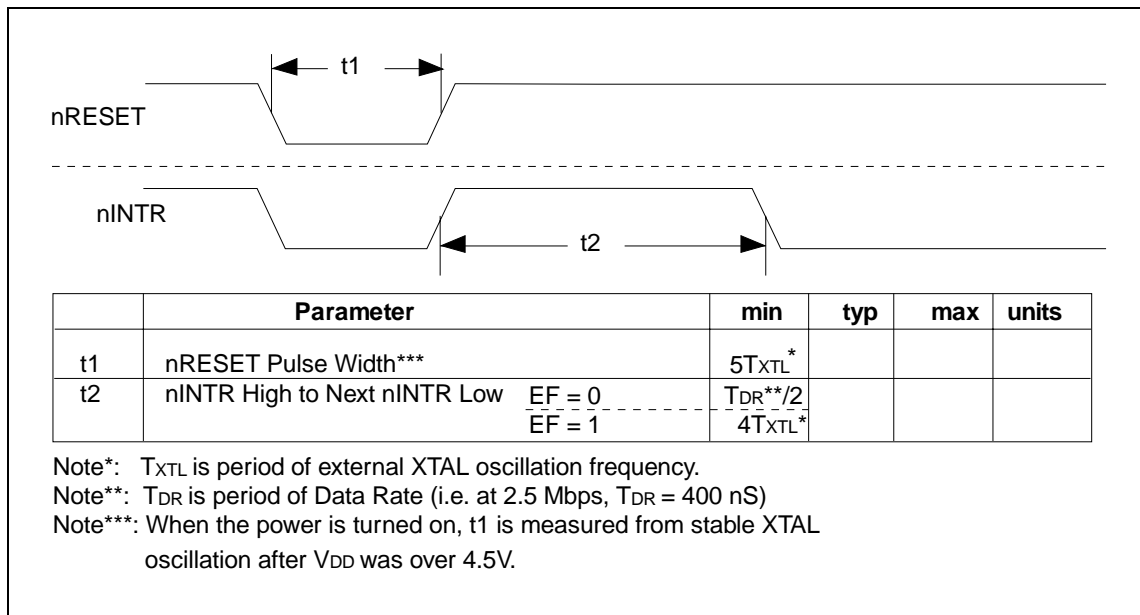 t1
nRESET
nINTR
t2
Parameter min typ max units
t1 nRESET Pulse Width*** 5TXTL*
t2 nINTR High to Next nINTR Low EF = 0 TDR**/2
EF = 1 4TXTL*
Note*: TXTL is period of external XTAL oscillation frequency.
Note**: TDR is period of Data Rate (i.e. at 2.5 Mbps, TDR = 400 nS)
Note***: When the power is turned on, t1 is measured from stable XTAL
oscillation after VDD was over 4.5V.